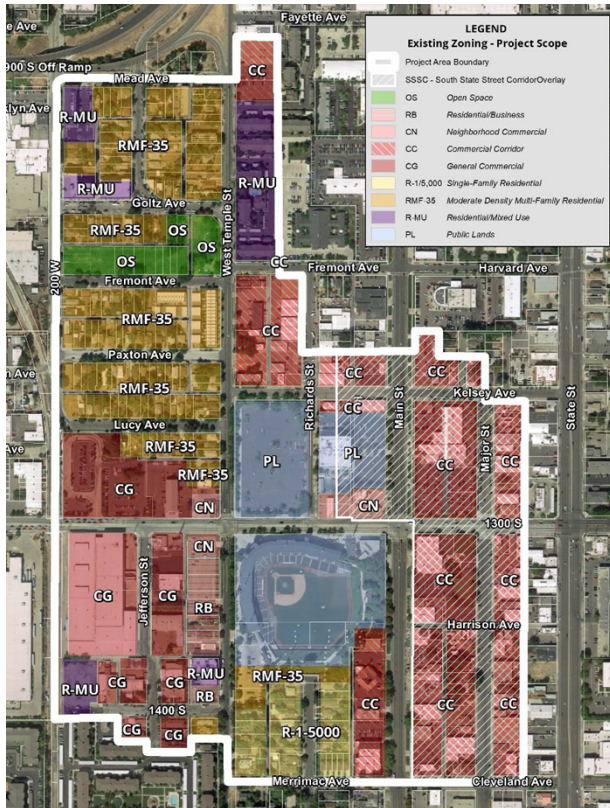 Fayette Ave
e Ave
900 S Off Ramp
Mead Ave
klyn Ave
LEGEND
Existing Zoning - Project Scope
Project Area Boundary
SSSC - South State Street CorridorOverlay
OS Open Space
RB Residential/Business
CN Neighborhood Commercial
CC Commercial Corridor
CG General Commercial
R-1/5,000 Single-Family Residential
RMF-35 Moderate Density Multi-Family Residential
R-MU Residential/Mixed Use
PL Public Lands
CC
R-MU
RMF-35
R-MU
R-MU
Goltz Ave
West Temple St
200 W
RMF-35
OS
OS
OS
CC
Fremont Ave
Fremont Ave
Harvard Ave
RMF-35
CC
Paxton Ave
n Ave
RMF-35
Richards St
CC
CC
Main St
Kelsey Ave
State St
Lucy Ave
Ave
CC
CC
CC
Major St
RMF-35
PL
PL
CG
RMF-35
CN
CN
1300 S
CN
CG
Jefferson St
CG
RB
CC
CC
Harrison Ave
R-MU
CG
CG
R-MU
RB
RMF-35
CC
CC
CC
1400 S
CG
CG
R-1-5000
Merrimac Ave
Cleveland Ave